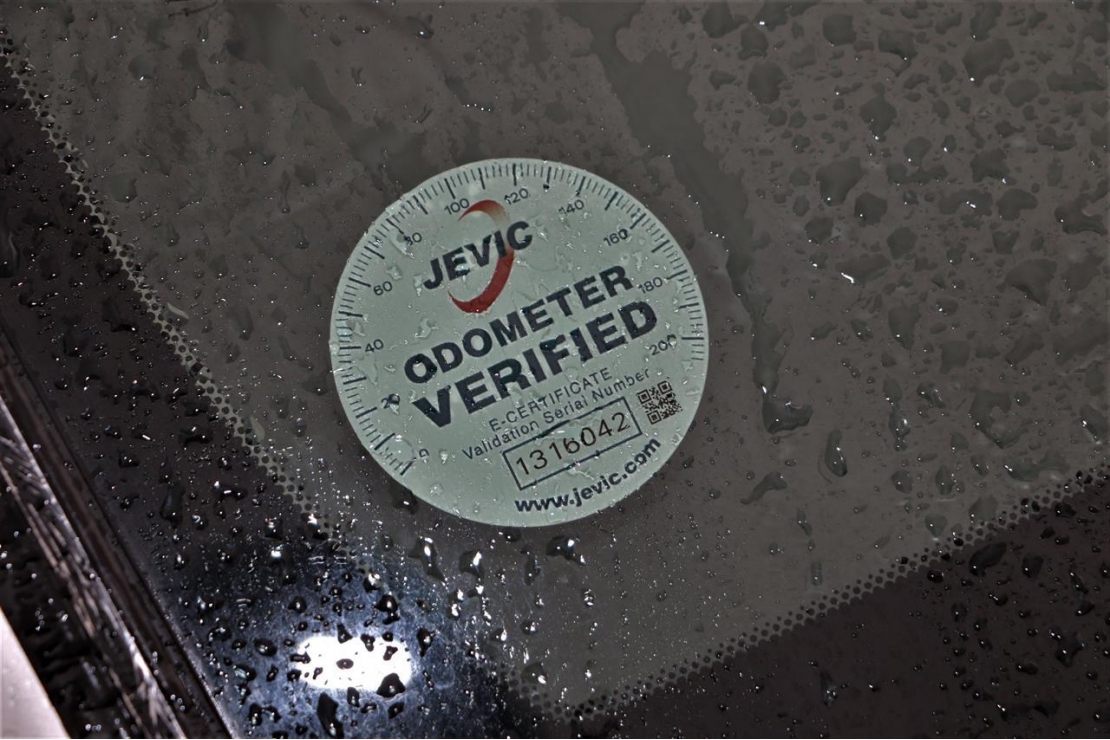 100 120
80 140
JEVIC
160
60
ODOMETER 180
VERIFIED
40 200
20
E-CERTIFICATE
Validation Serial Number
0
1316042
www.jevic.com